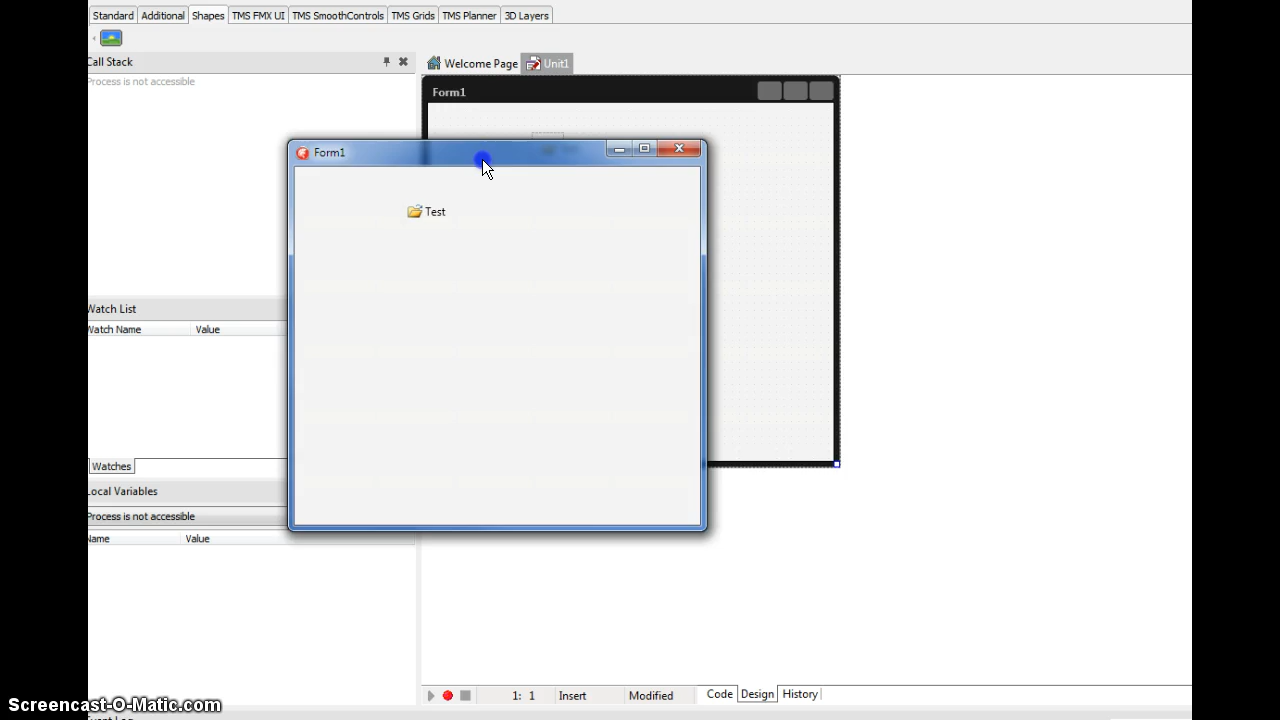 Standard Additional Shapes TMS FMX UI TMS SmoothControls TMS Grids TMS Planner 3D Layers
Call Stack
Process is not accessible
Welcome Page Unit1
Form1
Form1
Test
Watch List
Watch Name Value
Watches
Local Variables
Process is not accessible
Name Value
1: 1 Insert Modified Code Design History
Screencast-O-Matic.com
Event Log